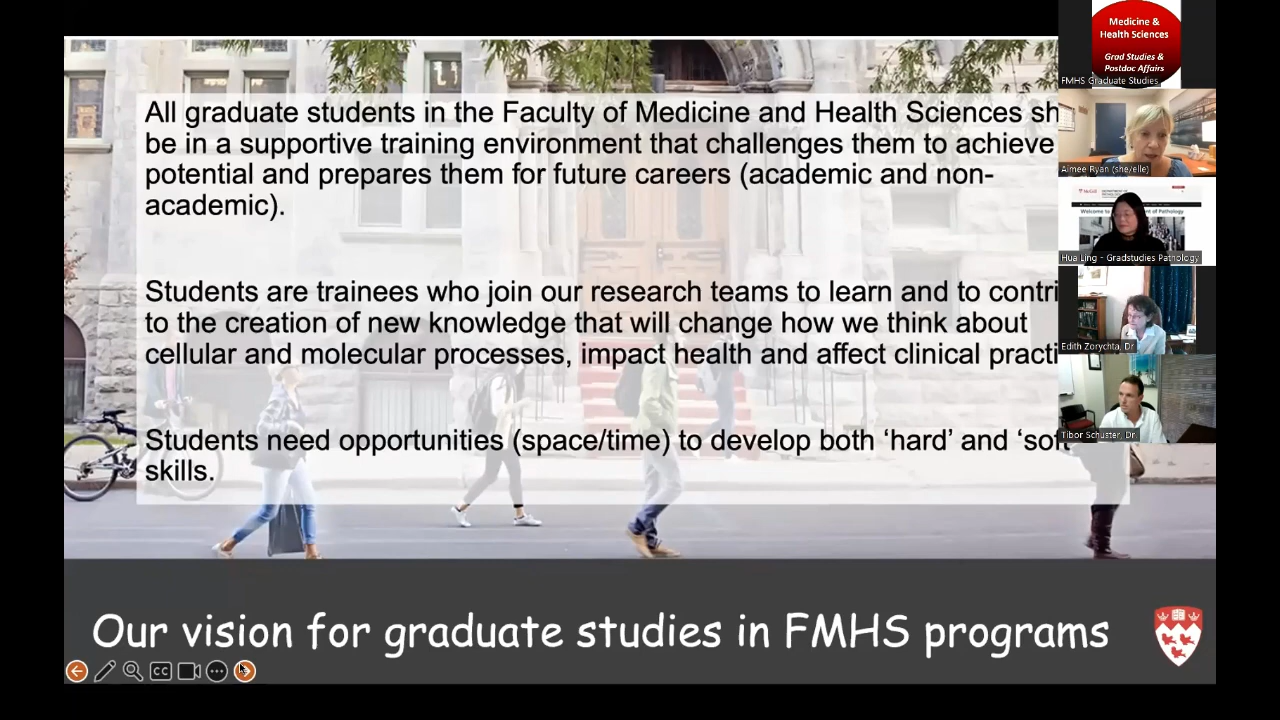 All graduate students in the Faculty of Medicine and Health Sciences sh
be in a supportive training environment that challenges them to achieve
potential and prepares them for future careers (academic and non-
academic).
Students are trainees who join our research teams to learn and to contri
to the creation of new knowledge that will change how we think about
cellular and molecular processes, impact health and affect clinical practi
Students need opportunities (space/time) to develop both ‘hard’ and ‘soft
skills.
Our vision for graduate studies in FMHS programs
CC
Medicine &
Health Sciences
Grad Studies &
Postdoc Affairs
FMHS Graduate Studies
Aimee Ryan (she/elle)
Hua Ling - Gradstudies Pathology
Edith Zorychta, Dr
Tibor Schuster, Dr